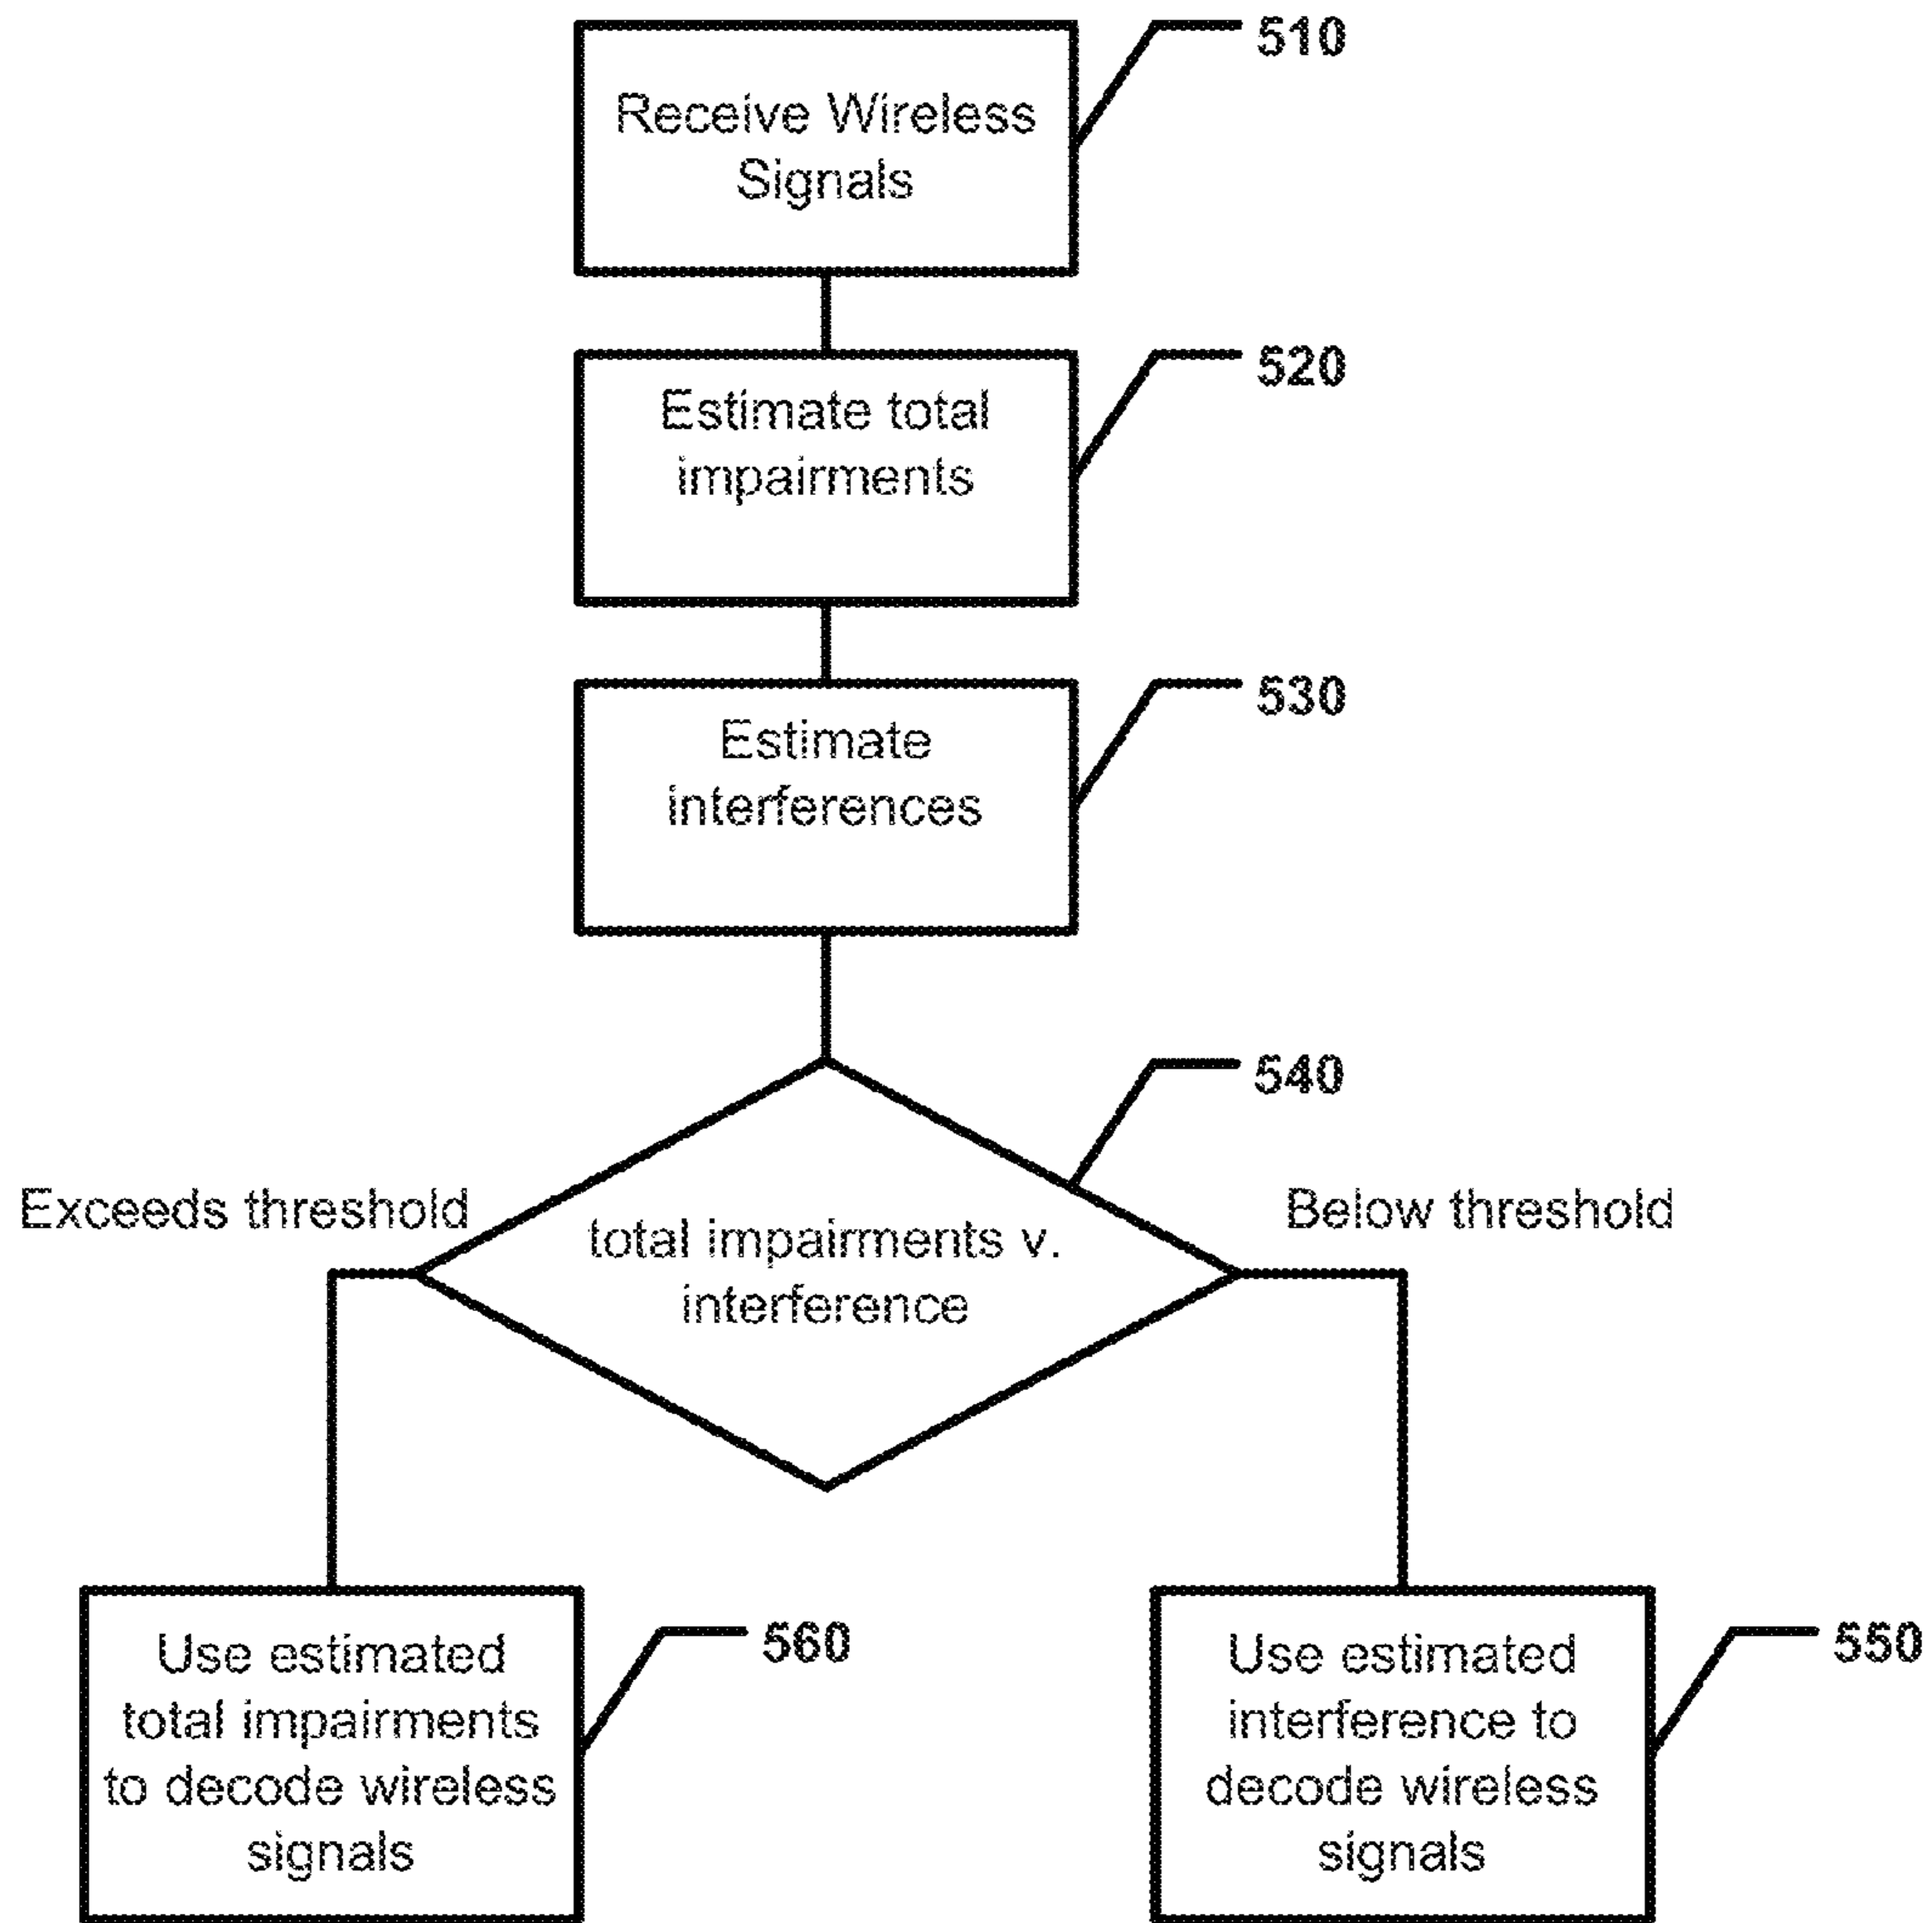 510
Receive Wireless
Signals
520
Estimate total
impairments
530
Estimate
interferences
540
Exceeds threshold
Below threshold
total impairments v.
interference
560
Use estimated
total impairments
to decode wireless
signals
550
Use estimated
interference to
decode wireless
signals